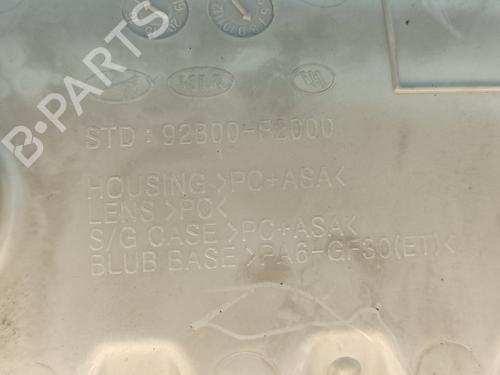 KIA
STD : 92800-F2000
HOUSING >PC+ASA<
LENS >PC<
S/G CASE >PC+ASA<
BLUB BASE >PA6-GF30(ET)<
B-PARTS